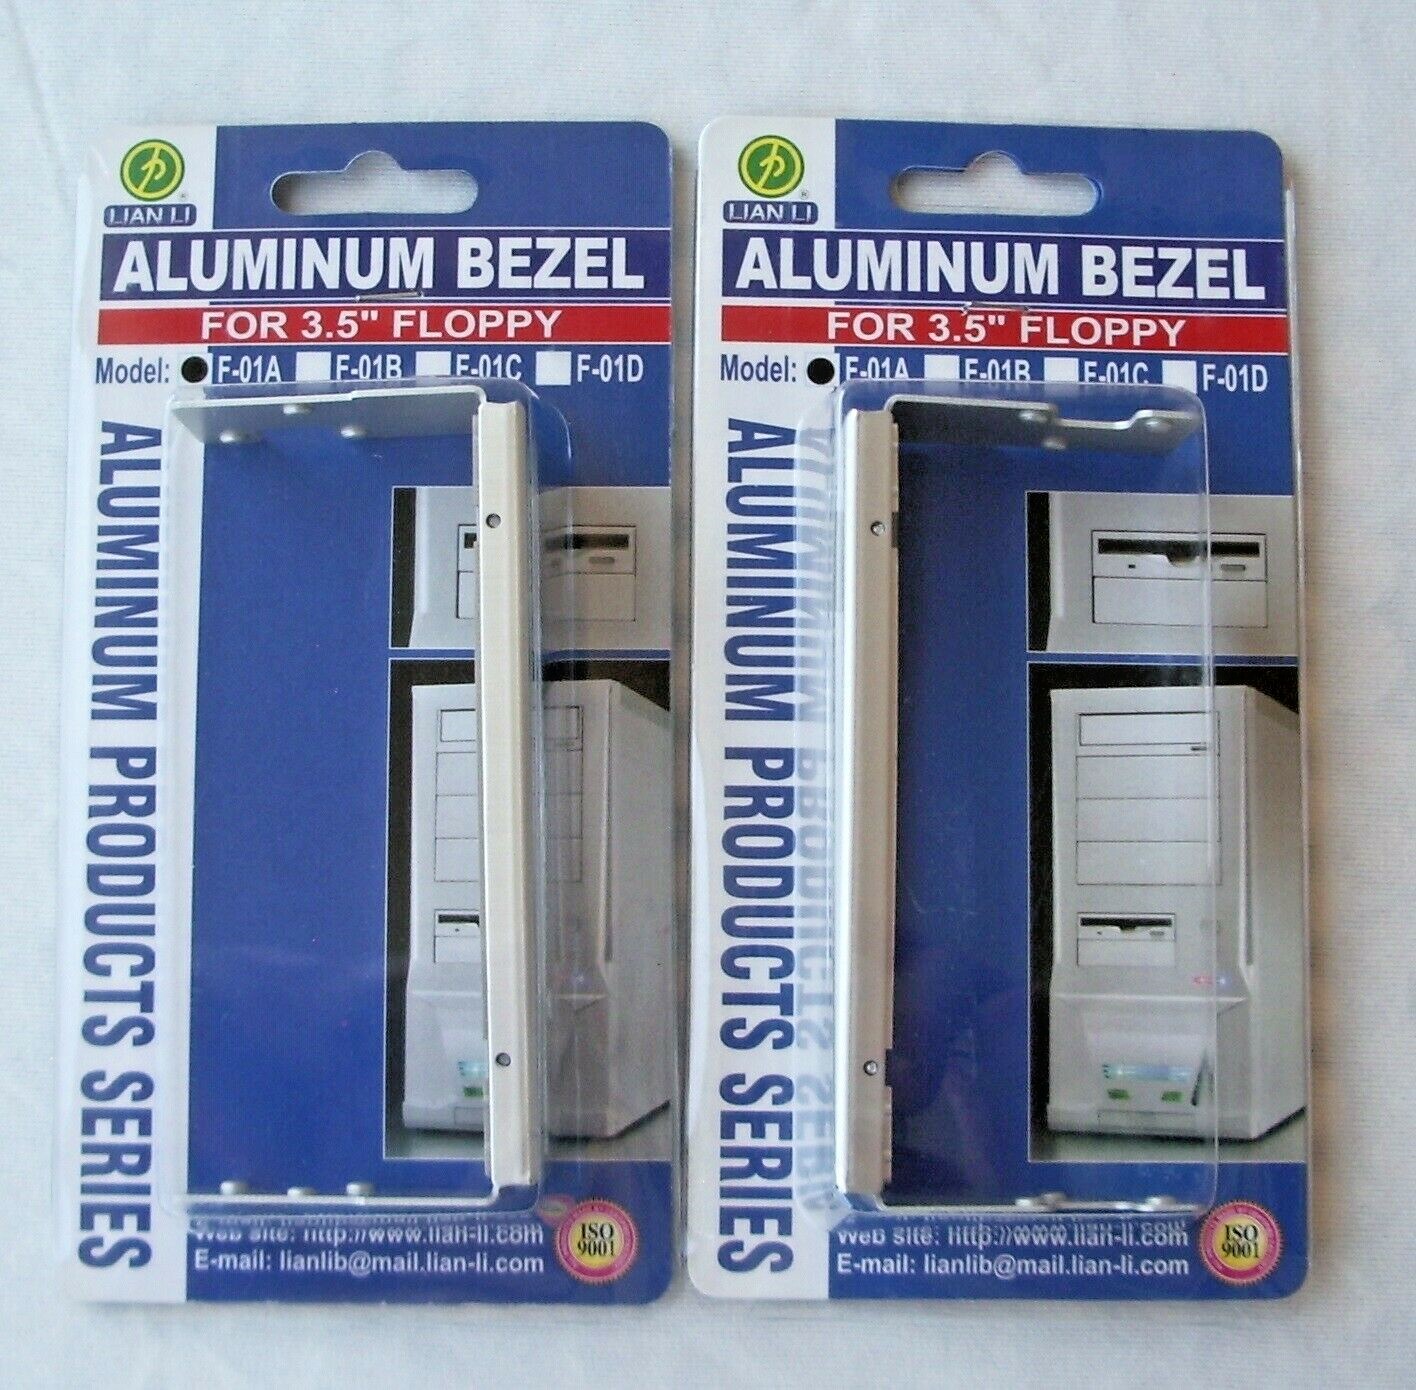 LIAN LI ®
ALUMINUM BEZEL
FOR 3.5" FLOPPY
Model: F-01A F-01B F-01C F-01D
ALUMINUM PRODUCTS SERIES
Web site: http://www.lian-li.com
E-mail: lianlib@mail.lian-li.com
ISO
9001
LIAN LI ®
ALUMINUM BEZEL
FOR 3.5" FLOPPY
Model: F-01A F-01B F-01C F-01D
ALUMINUM PRODUCTS SERIES
Web site: http://www.lian-li.com
E-mail: lianlib@mail.lian-li.com
ISO
9001